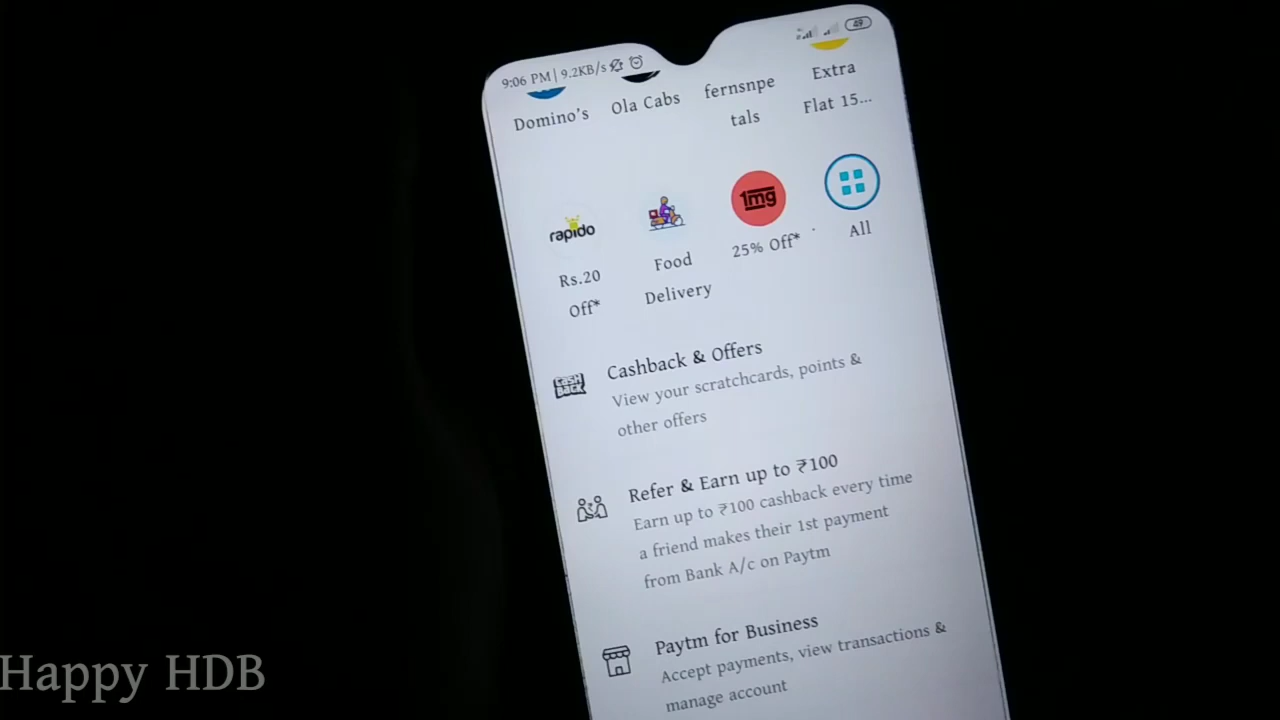 9:06 PM | 9.2KB/s
49
Domino's
Ola Cabs
fernsnpe
tals
Extra
Flat 15...
rapido
Rs.20
Off*
Food
Delivery
1mg
25% Off*
All
CASH
BACK
Cashback & Offers
View your scratchcards, points &
other offers
Refer & Earn up to ₹100
Earn up to ₹100 cashback every time
a friend makes their 1st payment
from Bank A/c on Paytm
Paytm for Business
Accept payments, view transactions &
manage account
Happy HDB